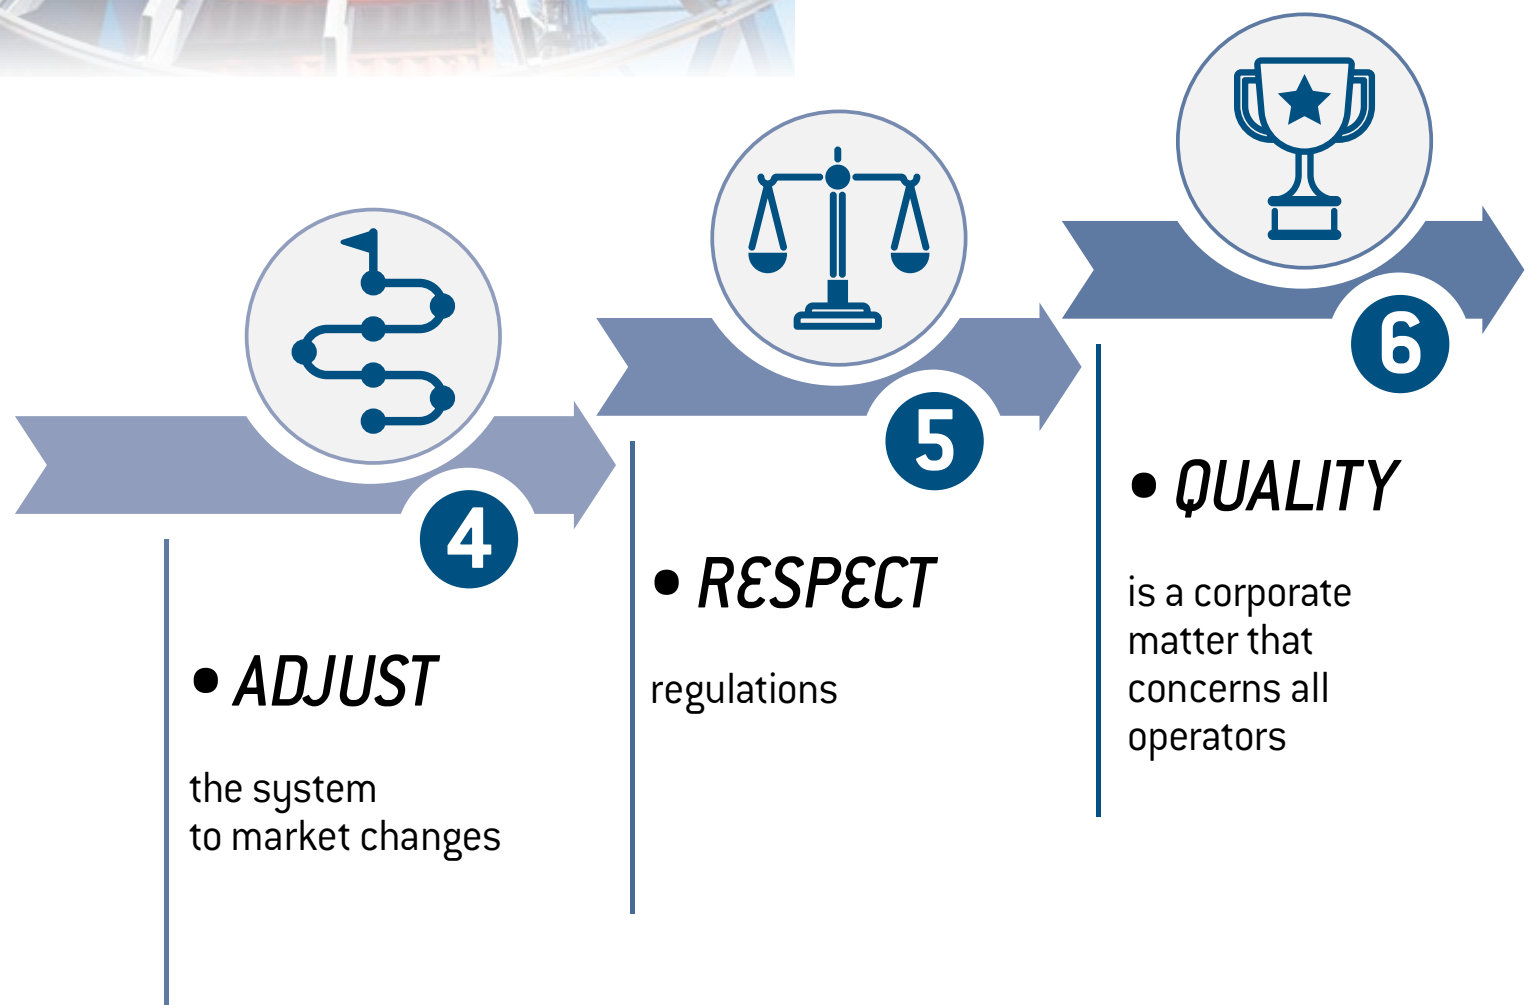 4
• ADJUST
the system
to market changes
5
• RESPECT
regulations
6
• QUALITY
is a corporate
matter that
concerns all
operators